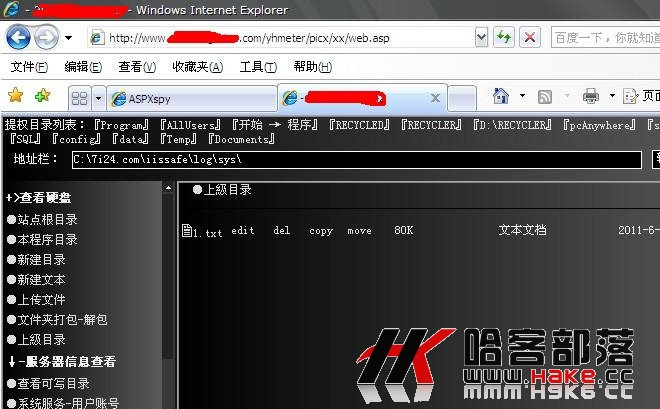 - Windows Internet Explorer
http://www. .com/yhmeter/picx/xx/web.asp
百度一下，你就知道
文件(F) 编辑(E) 查看(V) 收藏夹(A) 工具(T) 帮助(H)
ASPXspy
页面
提权目录列表：『Program』『AllUsers』『开始 → 程序』『RECYCLED』『RECYCLER』『D:\RECYCLER』『pcAnywhere』『s
『SQL』『config』『data』『Temp』『Documents』
地址栏： C:\7i24.com\iissafe\log\sys\
+>查看硬盘
●上級目录
●站点根目录
1.txt edit del copy move 80K 文本文档 2011-6-
●本程序目录
●新建目录
●新建文本
●上传文件
●文件夹打包-解包
●上級目录
↓-服务器信息查看
●查看可写目录
●系统服务-用户账号
HK 哈客部落
www.Hake.cc